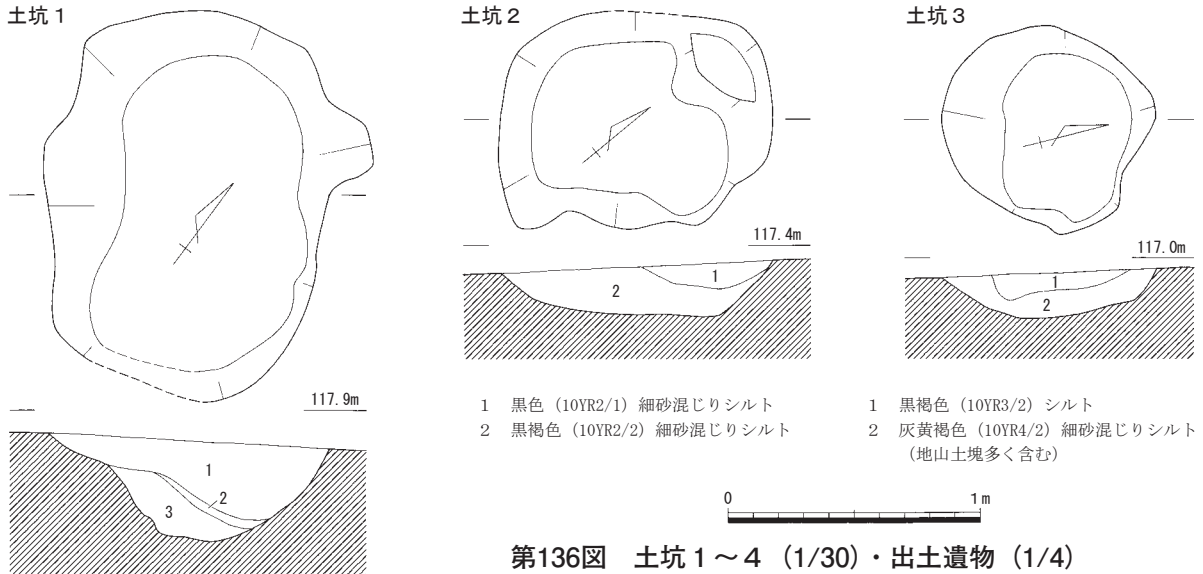 土坑1
土坑2
土坑3
117.9m
1
2
3
117.4m
1
2
117.0m
1
2
1 黒色（10YR2/1）細砂混じりシルト
2 黒褐色（10YR2/2）細砂混じりシルト
1 黒褐色（10YR3/2）シルト
2 灰黄褐色（10YR4/2）細砂混じりシルト
（地山土塊多く含む）
0 1m
第136図 土坑1～4（1/30）・出土遺物（1/4）